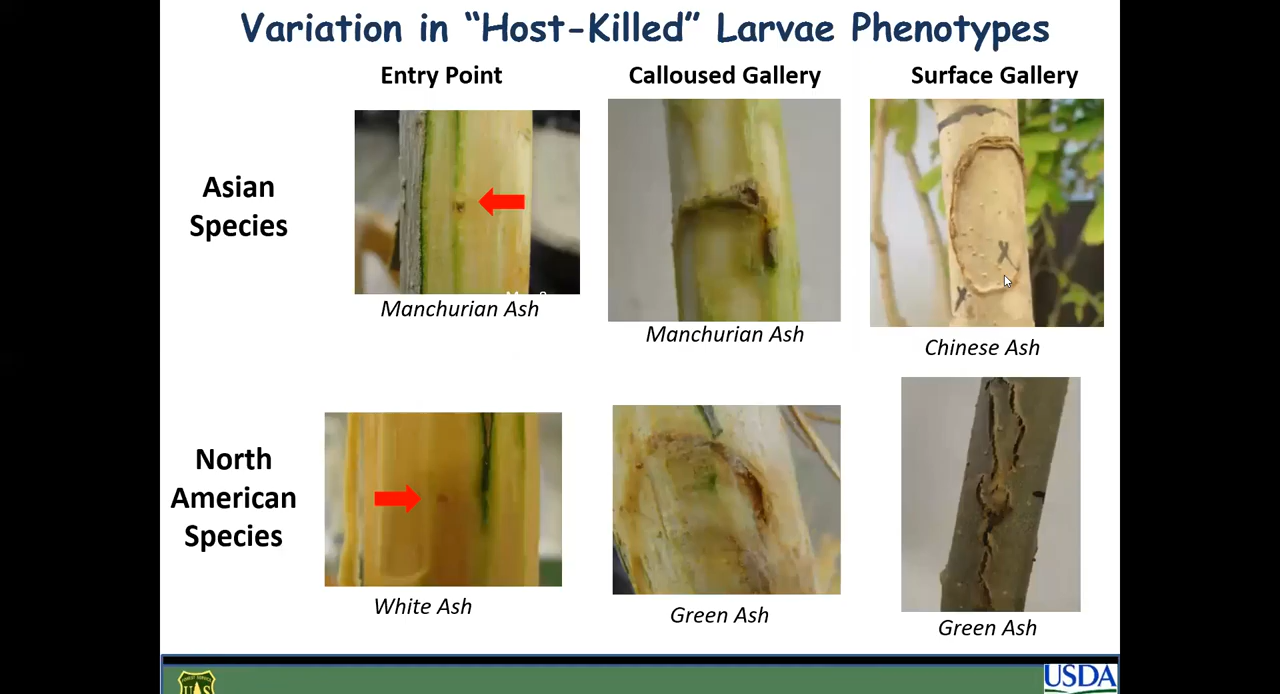 Variation in “Host-Killed” Larvae Phenotypes
Entry Point
Calloused Gallery
Surface Gallery
Asian
Species
Manchurian Ash
Manchurian Ash
Chinese Ash
North
American
Species
White Ash
Green Ash
Green Ash
UAS
USDA